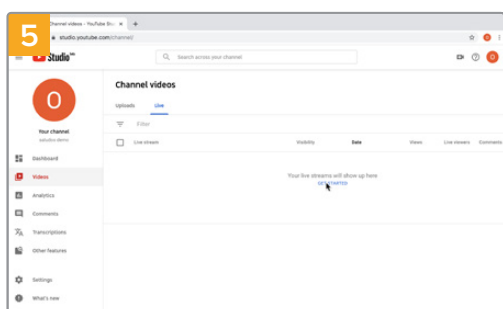 5
Channel videos - YouTube Stu
studio.youtube.com/channel/
Studio
Search across your channel
O
O
O
Your channel
Channel videos
Uploads
Live
Filter
Live stream
Visibility
Date
Views
Live viewers
Comments
Your live streams will show up here
GET STARTED
Dashboard
Videos
Analytics
Comments
Transcriptions
Other features
Settings
What's new